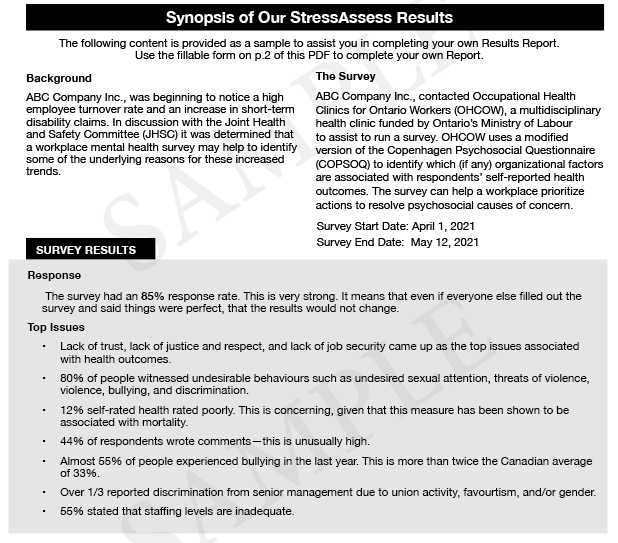 Synopsis of Our StressAssess Results
The following content is provided as a sample to assist you in completing your own Results Report.
Use the fillable form on p.2 of this PDF to complete your own Report.
Background
ABC Company Inc., was beginning to notice a high
employee turnover rate and an increase in short-term
disability claims. In discussion with the Joint Health
and Safety Committee (JHSC) it was determined that
a workplace mental health survey may help to identify
some of the underlying reasons for these increased
trends.
The Survey
ABC Company Inc., contacted Occupational Health
Clinics for Ontario Workers (OHCOW), a multidisciplinary
health clinic funded by Ontario's Ministry of Labour
to assist to run a survey. OHCOW uses a modified
version of the Copenhagen Psychosocial Questionnaire
(COPSOQ) to identify which (if any) organizational factors
are associated with respondents' self-reported health
outcomes. The survey can help a workplace prioritize
actions to resolve psychosocial causes of concern.
Survey Start Date: April 1, 2021
Survey End Date: May 12, 2021
SURVEY RESULTS
Response
The survey had an 85% response rate. This is very strong. It means that even if everyone else filled out the
survey and said things were perfect, that the results would not change.
Top Issues
• Lack of trust, lack of justice and respect, and lack of job security came up as the top issues associated
with health outcomes.
• 80% of people witnessed undesirable behaviours such as undesired sexual attention, threats of violence,
violence, bullying, and discrimination.
• 12% self-rated health rated poorly. This is concerning, given that this measure has been shown to be
associated with mortality.
• 44% of respondents wrote comments—this is unusually high.
• Almost 55% of people experienced bullying in the last year. This is more than twice the Canadian average
of 33%.
• Over 1/3 reported discrimination from senior management due to union activity, favourtism, and/or gender.
• 55% stated that staffing levels are inadequate.
SAMPLE
SAMPLE